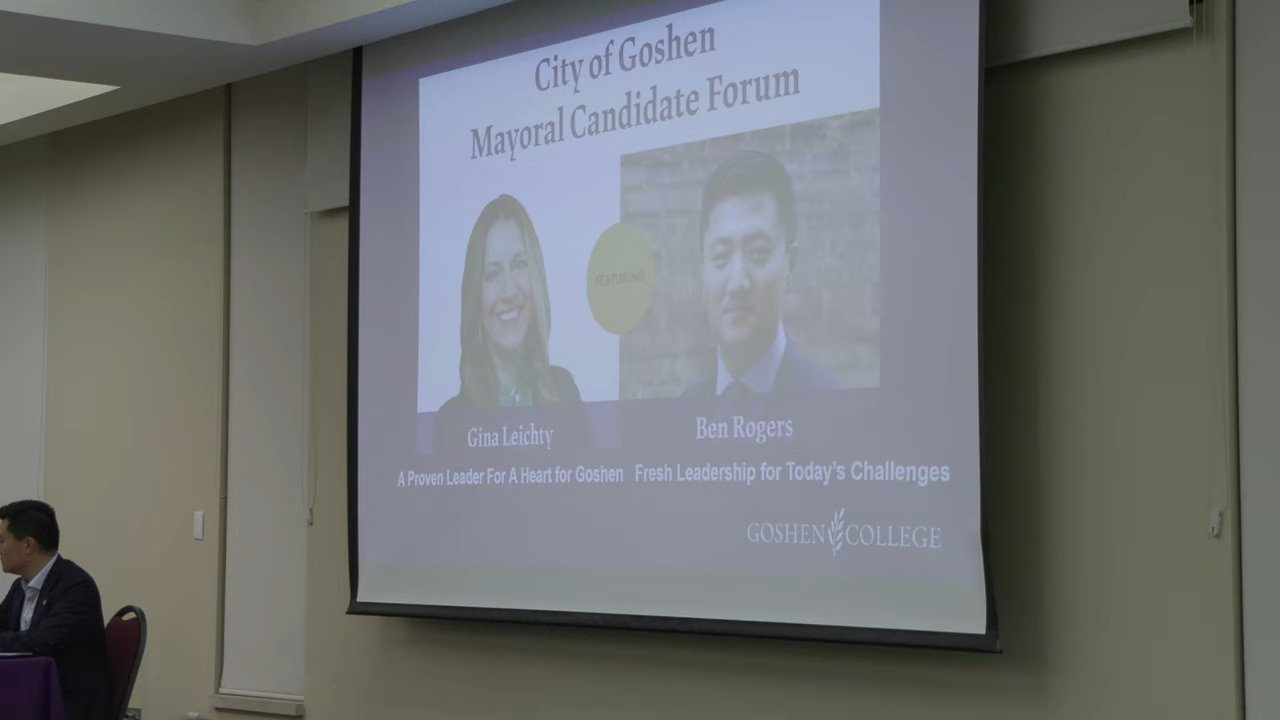 City of Goshen
Mayoral Candidate Forum
FEATURING
Gina Leichty
Ben Rogers
A Proven Leader For A Heart for Goshen
Fresh Leadership for Today's Challenges
GOSHEN COLLEGE